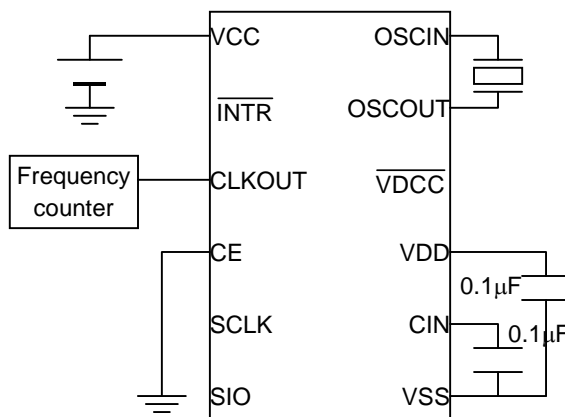 VCC
OSCIN
INTR
OSCOUT
Frequency
counter
CLKOUT
VDCC
CE
VDD
0.1μF
SCLK
CIN
0.1μF
SIO
VSS